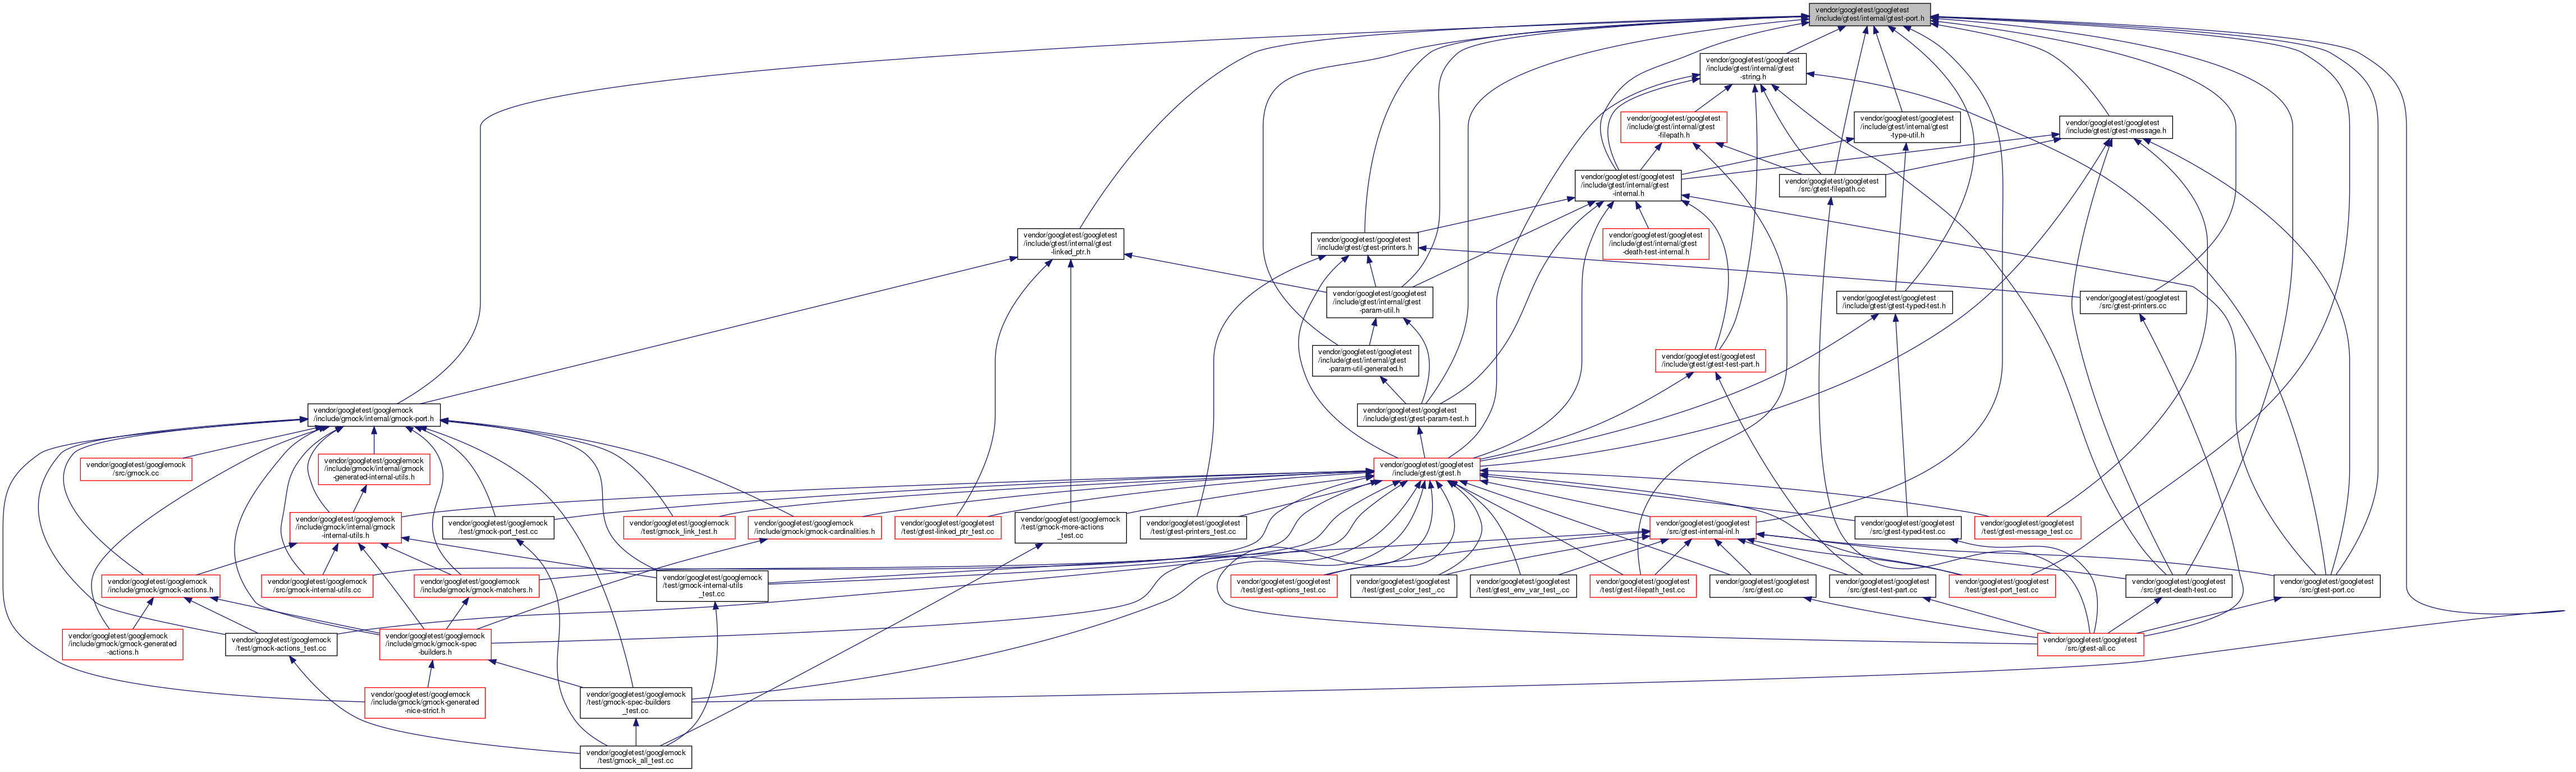 vendor/googletest/googletest
/include/gtest/internal/gtest-port.h
vendor/googletest/googletest
/include/gtest/internal/gtest
-string.h
vendor/googletest/googletest
/include/gtest/internal/gtest
-filepath.h
vendor/googletest/googletest
/include/gtest/internal/gtest
-type-util.h
vendor/googletest/googletest
/include/gtest/gtest-message.h
vendor/googletest/googletest
/include/gtest/internal/gtest
-internal.h
vendor/googletest/googletest
/src/gtest-filepath.cc
vendor/googletest/googletest
/include/gtest/internal/gtest
-linked_ptr.h
vendor/googletest/googletest
/include/gtest/gtest-printers.h
vendor/googletest/googletest
/include/gtest/internal/gtest
-death-test-internal.h
vendor/googletest/googletest
/include/gtest/internal/gtest
-param-util.h
vendor/googletest/googletest
/include/gtest/gtest-typed-test.h
vendor/googletest/googletest
/src/gtest-printers.cc
vendor/googletest/googletest
/include/gtest/internal/gtest
-param-util-generated.h
vendor/googletest/googletest
/include/gtest/gtest-test-part.h
vendor/googletest/googlemock
/include/gmock/internal/gmock-port.h
vendor/googletest/googletest
/include/gtest/gtest-param-test.h
vendor/googletest/googlemock
/src/gmock.cc
vendor/googletest/googlemock
/include/gmock/internal/gmock
-generated-internal-utils.h
vendor/googletest/googletest
/include/gtest/gtest.h
vendor/googletest/googlemock
/include/gmock/internal/gmock
-internal-utils.h
vendor/googletest/googlemock
/test/gmock-port_test.cc
vendor/googletest/googlemock
/test/gmock_link_test.h
vendor/googletest/googlemock
/include/gmock/gmock-cardinalities.h
vendor/googletest/googletest
/test/gtest-linked_ptr_test.cc
vendor/googletest/googlemock
/test/gmock-more-actions
_test.cc
vendor/googletest/googletest
/test/gtest-printers_test.cc
vendor/googletest/googletest
/src/gtest-internal-inl.h
vendor/googletest/googletest
/src/gtest-typed-test.cc
vendor/googletest/googletest
/test/gtest-message_test.cc
vendor/googletest/googlemock
/include/gmock/gmock-actions.h
vendor/googletest/googlemock
/src/gmock-internal-utils.cc
vendor/googletest/googlemock
/include/gmock/gmock-matchers.h
vendor/googletest/googlemock
/test/gmock-internal-utils
_test.cc
vendor/googletest/googletest
/test/gtest-options_test.cc
vendor/googletest/googletest
/test/gtest_color_test_.cc
vendor/googletest/googletest
/test/gtest_env_var_test_.cc
vendor/googletest/googletest
/test/gtest-filepath_test.cc
vendor/googletest/googletest
/src/gtest.cc
vendor/googletest/googletest
/src/gtest-test-part.cc
vendor/googletest/googletest
/test/gtest-port_test.cc
vendor/googletest/googletest
/src/gtest-death-test.cc
vendor/googletest/googletest
/src/gtest-port.cc
vendor/googletest/googlemock
/include/gmock/gmock-generated
-actions.h
vendor/googletest/googlemock
/test/gmock-actions_test.cc
vendor/googletest/googlemock
/include/gmock/gmock-spec
-builders.h
vendor/googletest/googletest
/src/gtest-all.cc
vendor/googletest/googlemock
/include/gmock/gmock-generated
-nice-strict.h
vendor/googletest/googlemock
/test/gmock-spec-builders
_test.cc
vendor/googletest/googlemock
/test/gmock_all_test.cc